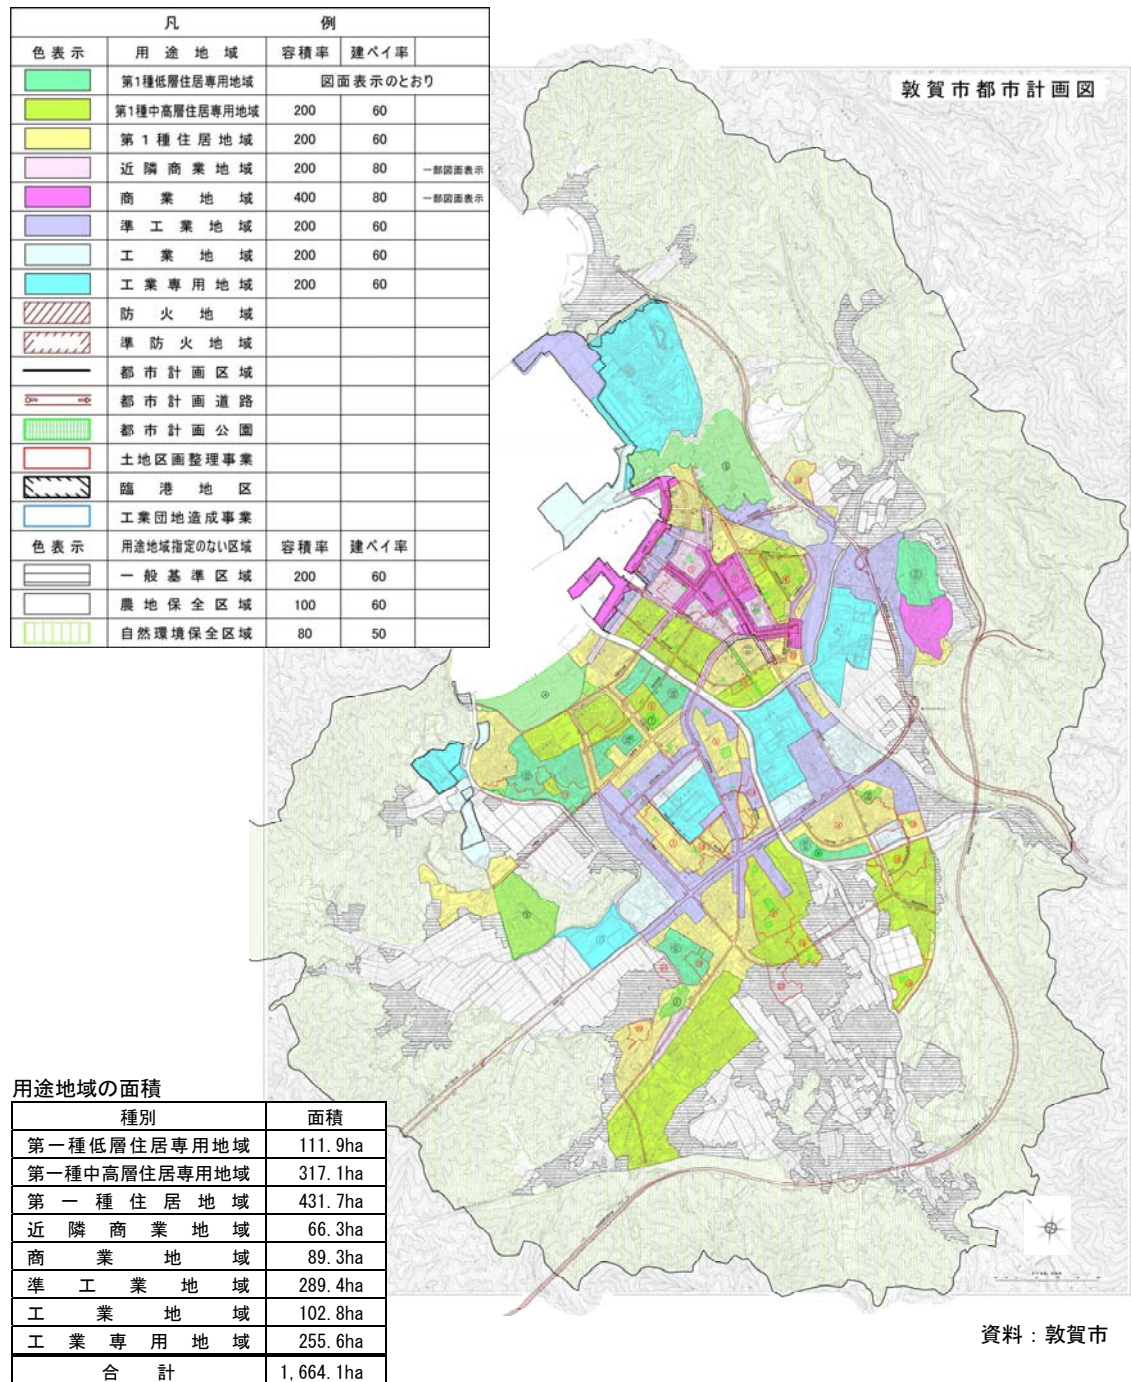 凡 例
色表示 用途地域 容積率 建ペイ率
第1種低層住居専用地域 図面表示のとおり
第1種中高層住居専用地域 200 60
第1種住居地域 200 60
近隣商業地域 200 80 一部図面表示
商業地域 400 80 一部図面表示
準工業地域 200 60
工業地域 200 60
工業専用地域 200 60
防火地域
準防火地域
都市計画区域
都市計画道路
都市計画公園
土地区画整理事業
臨港地区
工業団地造成事業
色表示 用途地域指定のない区域 容積率 建ペイ率
一般基準区域 200 60
農地保全区域 100 60
自然環境保全区域 80 50
敦賀市都市計画図
用途地域の面積
種別 面積
第一種低層住居専用地域 111.9ha
第一種中高層住居専用地域 317.1ha
第一種住居地域 431.7ha
近隣商業地域 66.3ha
商業地域 89.3ha
準工業地域 289.4ha
工業地域 102.8ha
工業専用地域 255.6ha
合計 1,664.1ha
資料：敦賀市